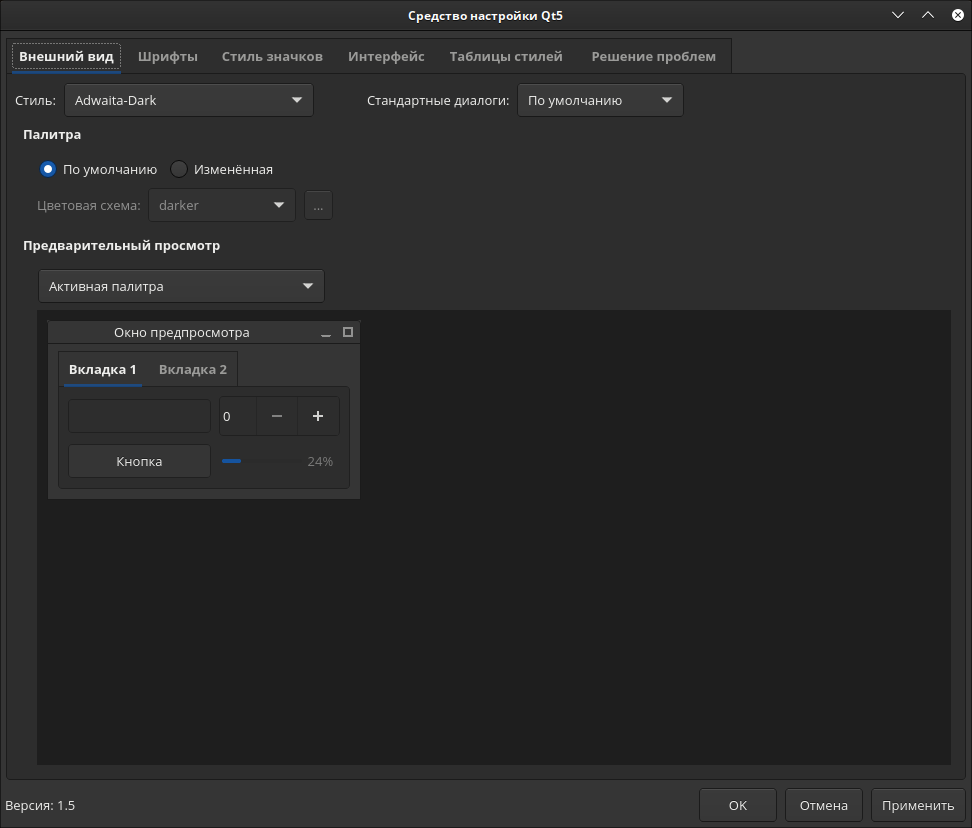 Средство настройки Qt5
Внешний вид Шрифты Стиль значков Интерфейс Таблицы стилей Решение проблем
Стиль: Adwaita-Dark Стандартные диалоги: По умолчанию
Палитра
По умолчанию Изменённая
Цветовая схема: darker ...
Предварительный просмотр
Активная палитра
Окно предпросмотра
Вкладка 1 Вкладка 2
0 − +
Кнопка 24%
Версия: 1.5 OK Отмена Применить